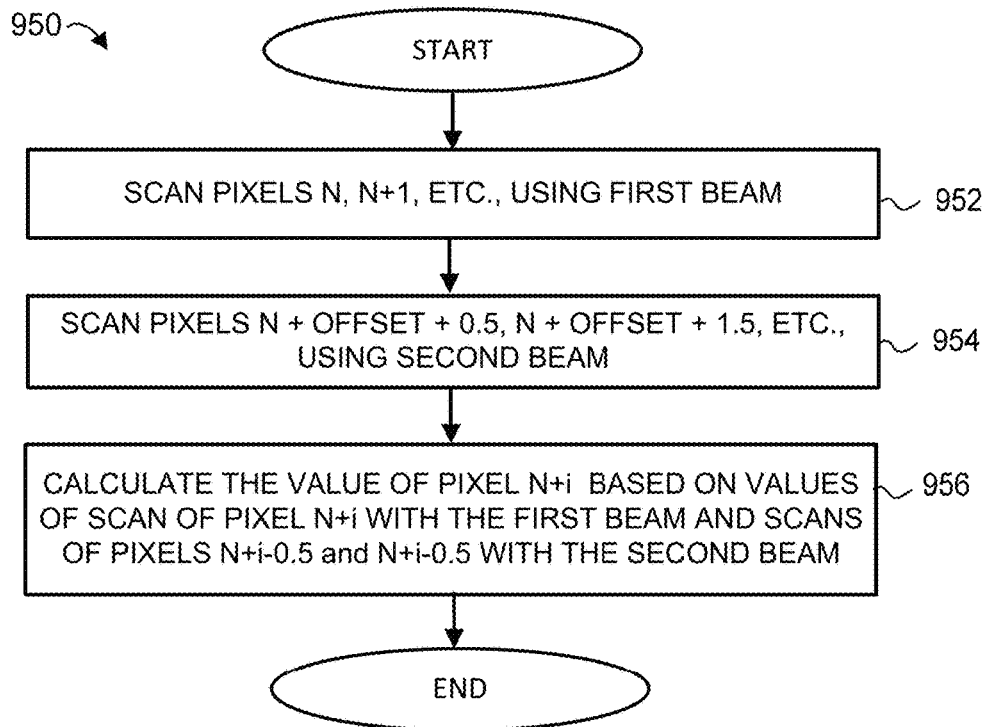 950
START
SCAN PIXELS N, N+1, ETC., USING FIRST BEAM
952
SCAN PIXELS N + OFFSET + 0.5, N + OFFSET + 1.5, ETC.,
USING SECOND BEAM
954
CALCULATE THE VALUE OF PIXEL N+i BASED ON VALUES
OF SCAN OF PIXEL N+i WITH THE FIRST BEAM AND SCANS
OF PIXELS N+i-0.5 and N+i-0.5 WITH THE SECOND BEAM
956
END